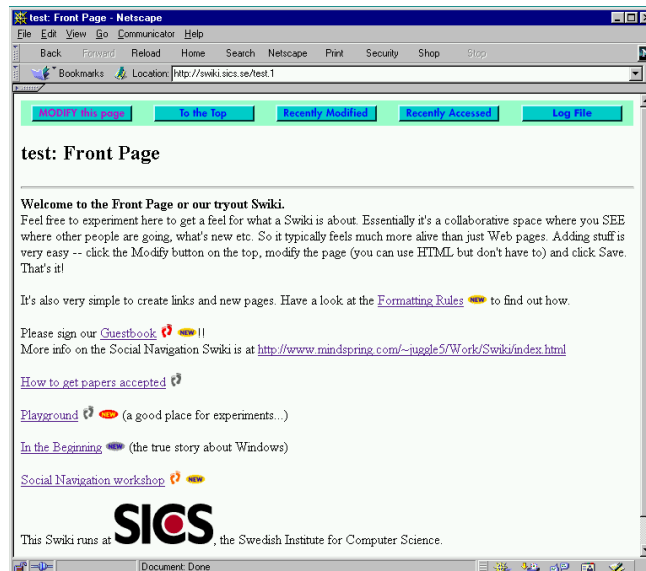 test: Front Page - Netscape
File Edit View Go Communicator Help
Back Forward Reload Home Search Netscape Print Security Shop Stop
Bookmarks Location: http://swiki.sics.se/test.1
MODIFY this page To the Top Recently Modified Recently Accessed Log File
test: Front Page
Welcome to the Front Page or our tryout Swiki.
Feel free to experiment here to get a feel for what a Swiki is about. Essentially it's a collaborative space where you SEE
where other people are going, what's new etc. So it typically feels much more alive than just Web pages. Adding stuff is
very easy -- click the Modify button on the top, modify the page (you can use HTML but don't have to) and click Save.
That's it!
It's also very simple to create links and new pages. Have a look at the Formatting Rules NEW to find out how.
Please sign our Guestbook NEW !!
More info on the Social Navigation Swiki is at http://www.mindspring.com/~juggle5/Work/Swiki/index.html
How to get papers accepted
Playground NEW (a good place for experiments...)
In the Beginning NEW (the true story about Windows)
Social Navigation workshop NEW
This Swiki runs at SICS, the Swedish Institute for Computer Science.
Document: Done